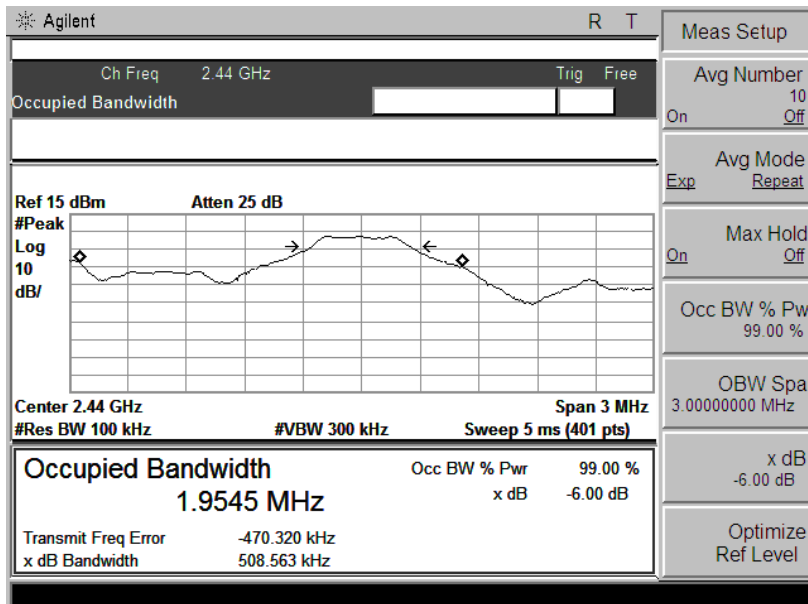 Agilent R T
Ch Freq 2.44 GHz Trig Free
Occupied Bandwidth
Ref 15 dBm Atten 25 dB
#Peak
Log
10
dB/
Center 2.44 GHz Span 3 MHz
#Res BW 100 kHz #VBW 300 kHz Sweep 5 ms (401 pts)
Occupied Bandwidth Occ BW % Pwr 99.00 %
1.9545 MHz x dB -6.00 dB
Transmit Freq Error -470.320 kHz
x dB Bandwidth 508.563 kHz
Meas Setup
Avg Number
10
On Off
Avg Mode
Exp Repeat
Max Hold
On Off
Occ BW % Pw
99.00 %
OBW Spa
3.00000000 MHz
x dB
-6.00 dB
Optimize
Ref Level